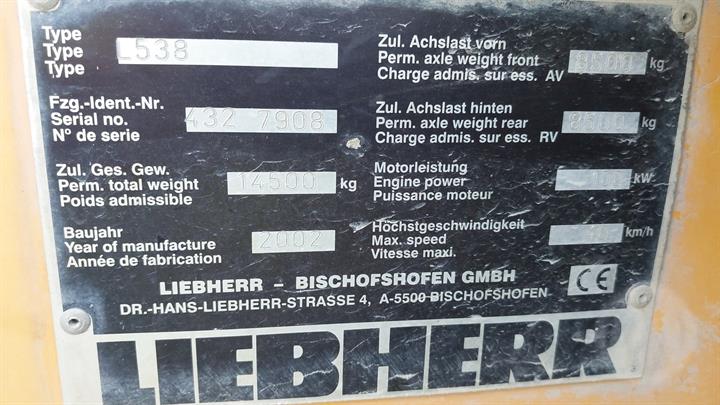 Type
Type L538
Type
Fzg.-Ident.-Nr.
Serial no. 432 7908
N° de serie
Zul. Ges. Gew.
Perm. total weight 14500 kg
Poids admissible
Baujahr
Year of manufacture 2002
Année de fabrication
Zul. Achslast vorn
Perm. axle weight front kg
Charge admis. sur ess. AV
Zul. Achslast hinten
Perm. axle weight rear kg
Charge admis. sur ess. RV
Motorleistung
Engine power kW
Puissance moteur
Höchstgeschwindigkeit
Max. speed km/h
Vitesse maxi.
LIEBHERR – BISCHOFSHOFEN GMBH CE
DR.-HANS-LIEBHERR-STRASSE 4, A-5500 BISCHOFSHOFEN
LIEBHERR